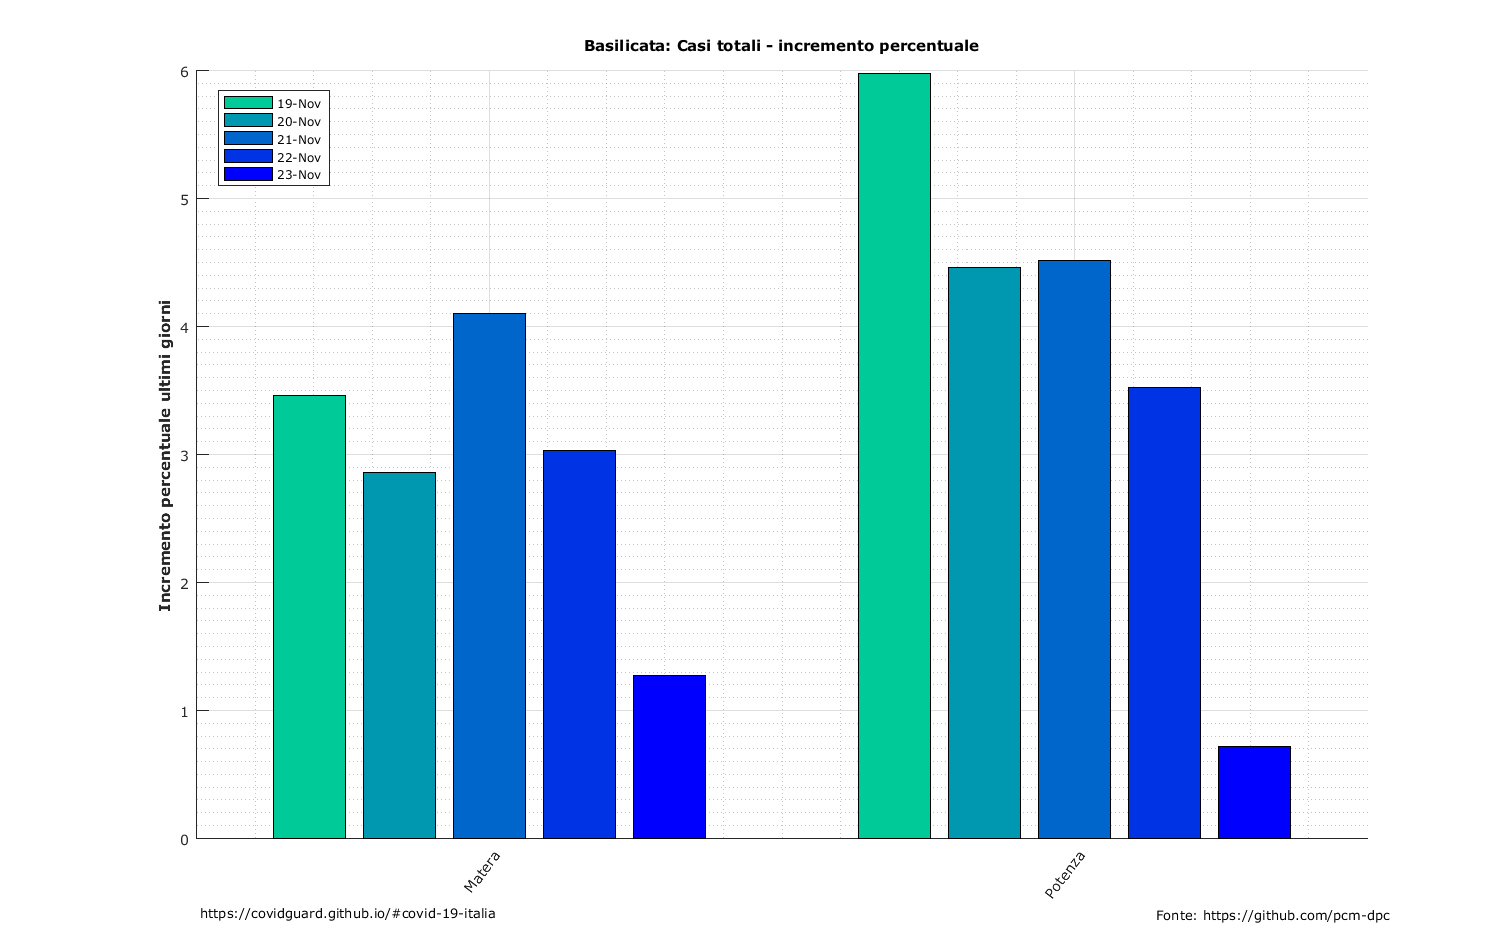 Basilicata: Casi totali - incremento percentuale
Incremento percentuale ultimi giorni
6
5
4
3
2
1
0
19-Nov
20-Nov
21-Nov
22-Nov
23-Nov
Matera
Potenza
https://covidguard.github.io/#covid-19-italia
Fonte: https://github.com/pcm-dpc